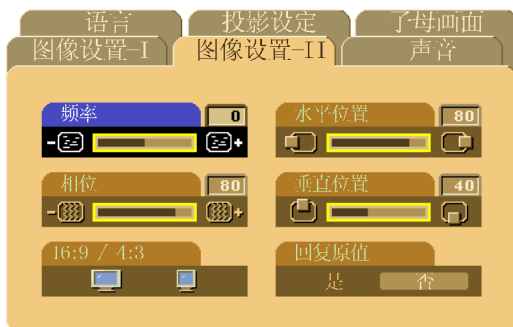 语言 投影设定 子母画面
图像设置-I 图像设置-II 声音
频率 0 水平位置 80
- +
相位 80 垂直位置 40
- +
16:9 / 4:3 回复原值
是 否